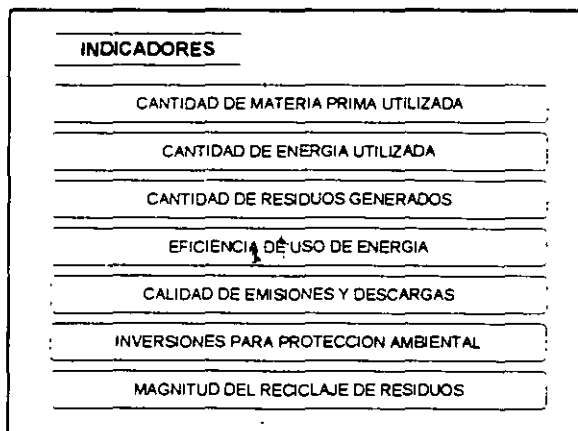 INDICADORES
CANTIDAD DE MATERIA PRIMA UTILIZADA
CANTIDAD DE ENERGIA UTILIZADA
CANTIDAD DE RESIDUOS GENERADOS
EFICIENCIA DE USO DE ENERGIA
CALIDAD DE EMISIONES Y DESCARGAS
INVERSIONES PARA PROTECCION AMBIENTAL
MAGNITUD DEL RECICLAJE DE RESIDUOS